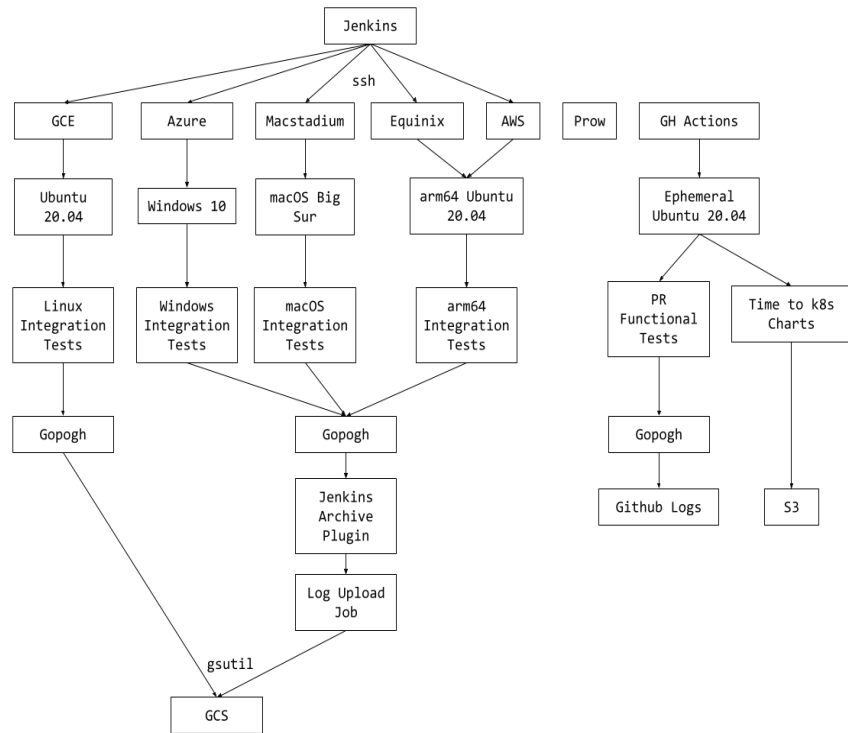 Jenkins
ssh
GCE
Azure
Macstadium
Equinix
AWS
Prow
GH Actions
Ubuntu
20.04
Windows 10
macOS Big
Sur
arm64 Ubuntu
20.04
Ephemeral
Ubuntu 20.04
Linux
Integration
Tests
Windows
Integration
Tests
macOS
Integration
Tests
arm64
Integration
Tests
PR
Functional
Tests
Time to k8s
Charts
Gopogh
Gopogh
Gopogh
Jenkins
Archive
Plugin
Github Logs
S3
Log Upload
Job
gsutil
GCS